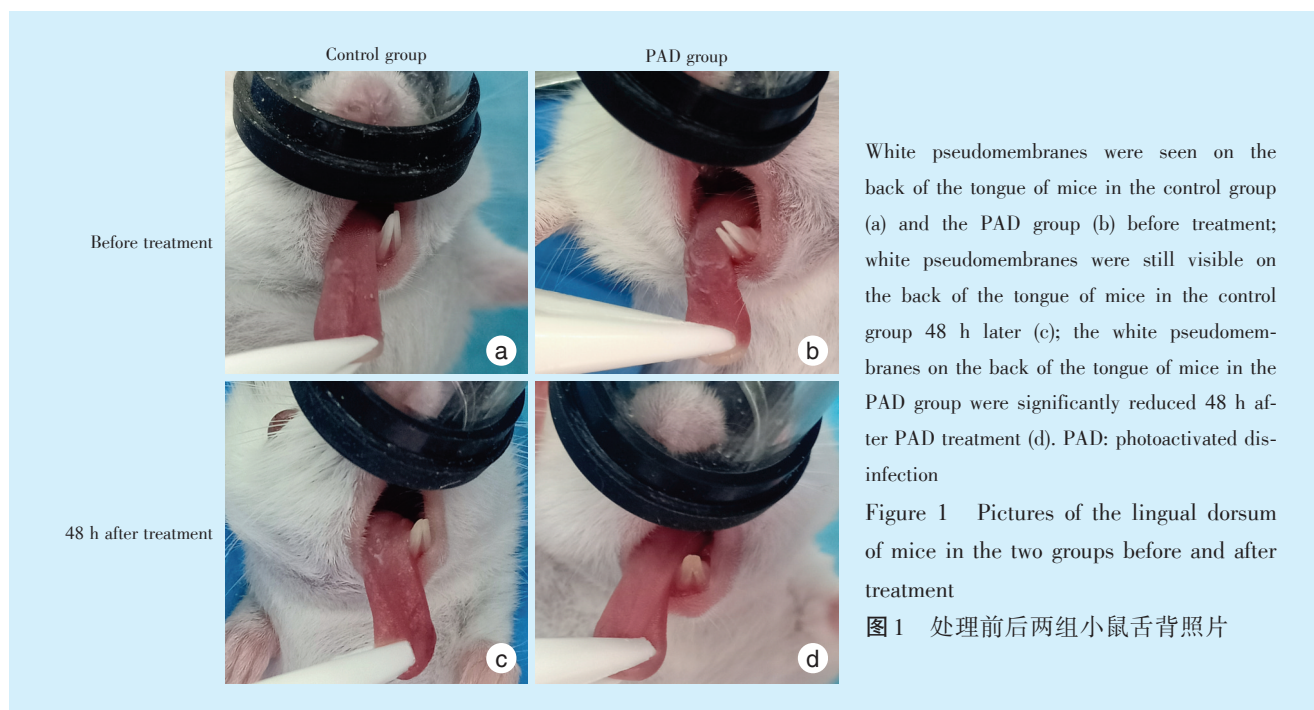 Control group
PAD group
Before treatment
a
b
48 h after treatment
c
d
White pseudomembranes were seen on the
back of the tongue of mice in the control group
(a) and the PAD group (b) before treatment;
white pseudomembranes were still visible on
the back of the tongue of mice in the control
group 48 h later (c); the white pseudomem-
branes on the back of the tongue of mice in the
PAD group were significantly reduced 48 h af-
ter PAD treatment (d). PAD: photoactivated dis-
infection
Figure 1 Pictures of the lingual dorsum
of mice in the two groups before and after
treatment
图1 处理前后两组小鼠舌背照片